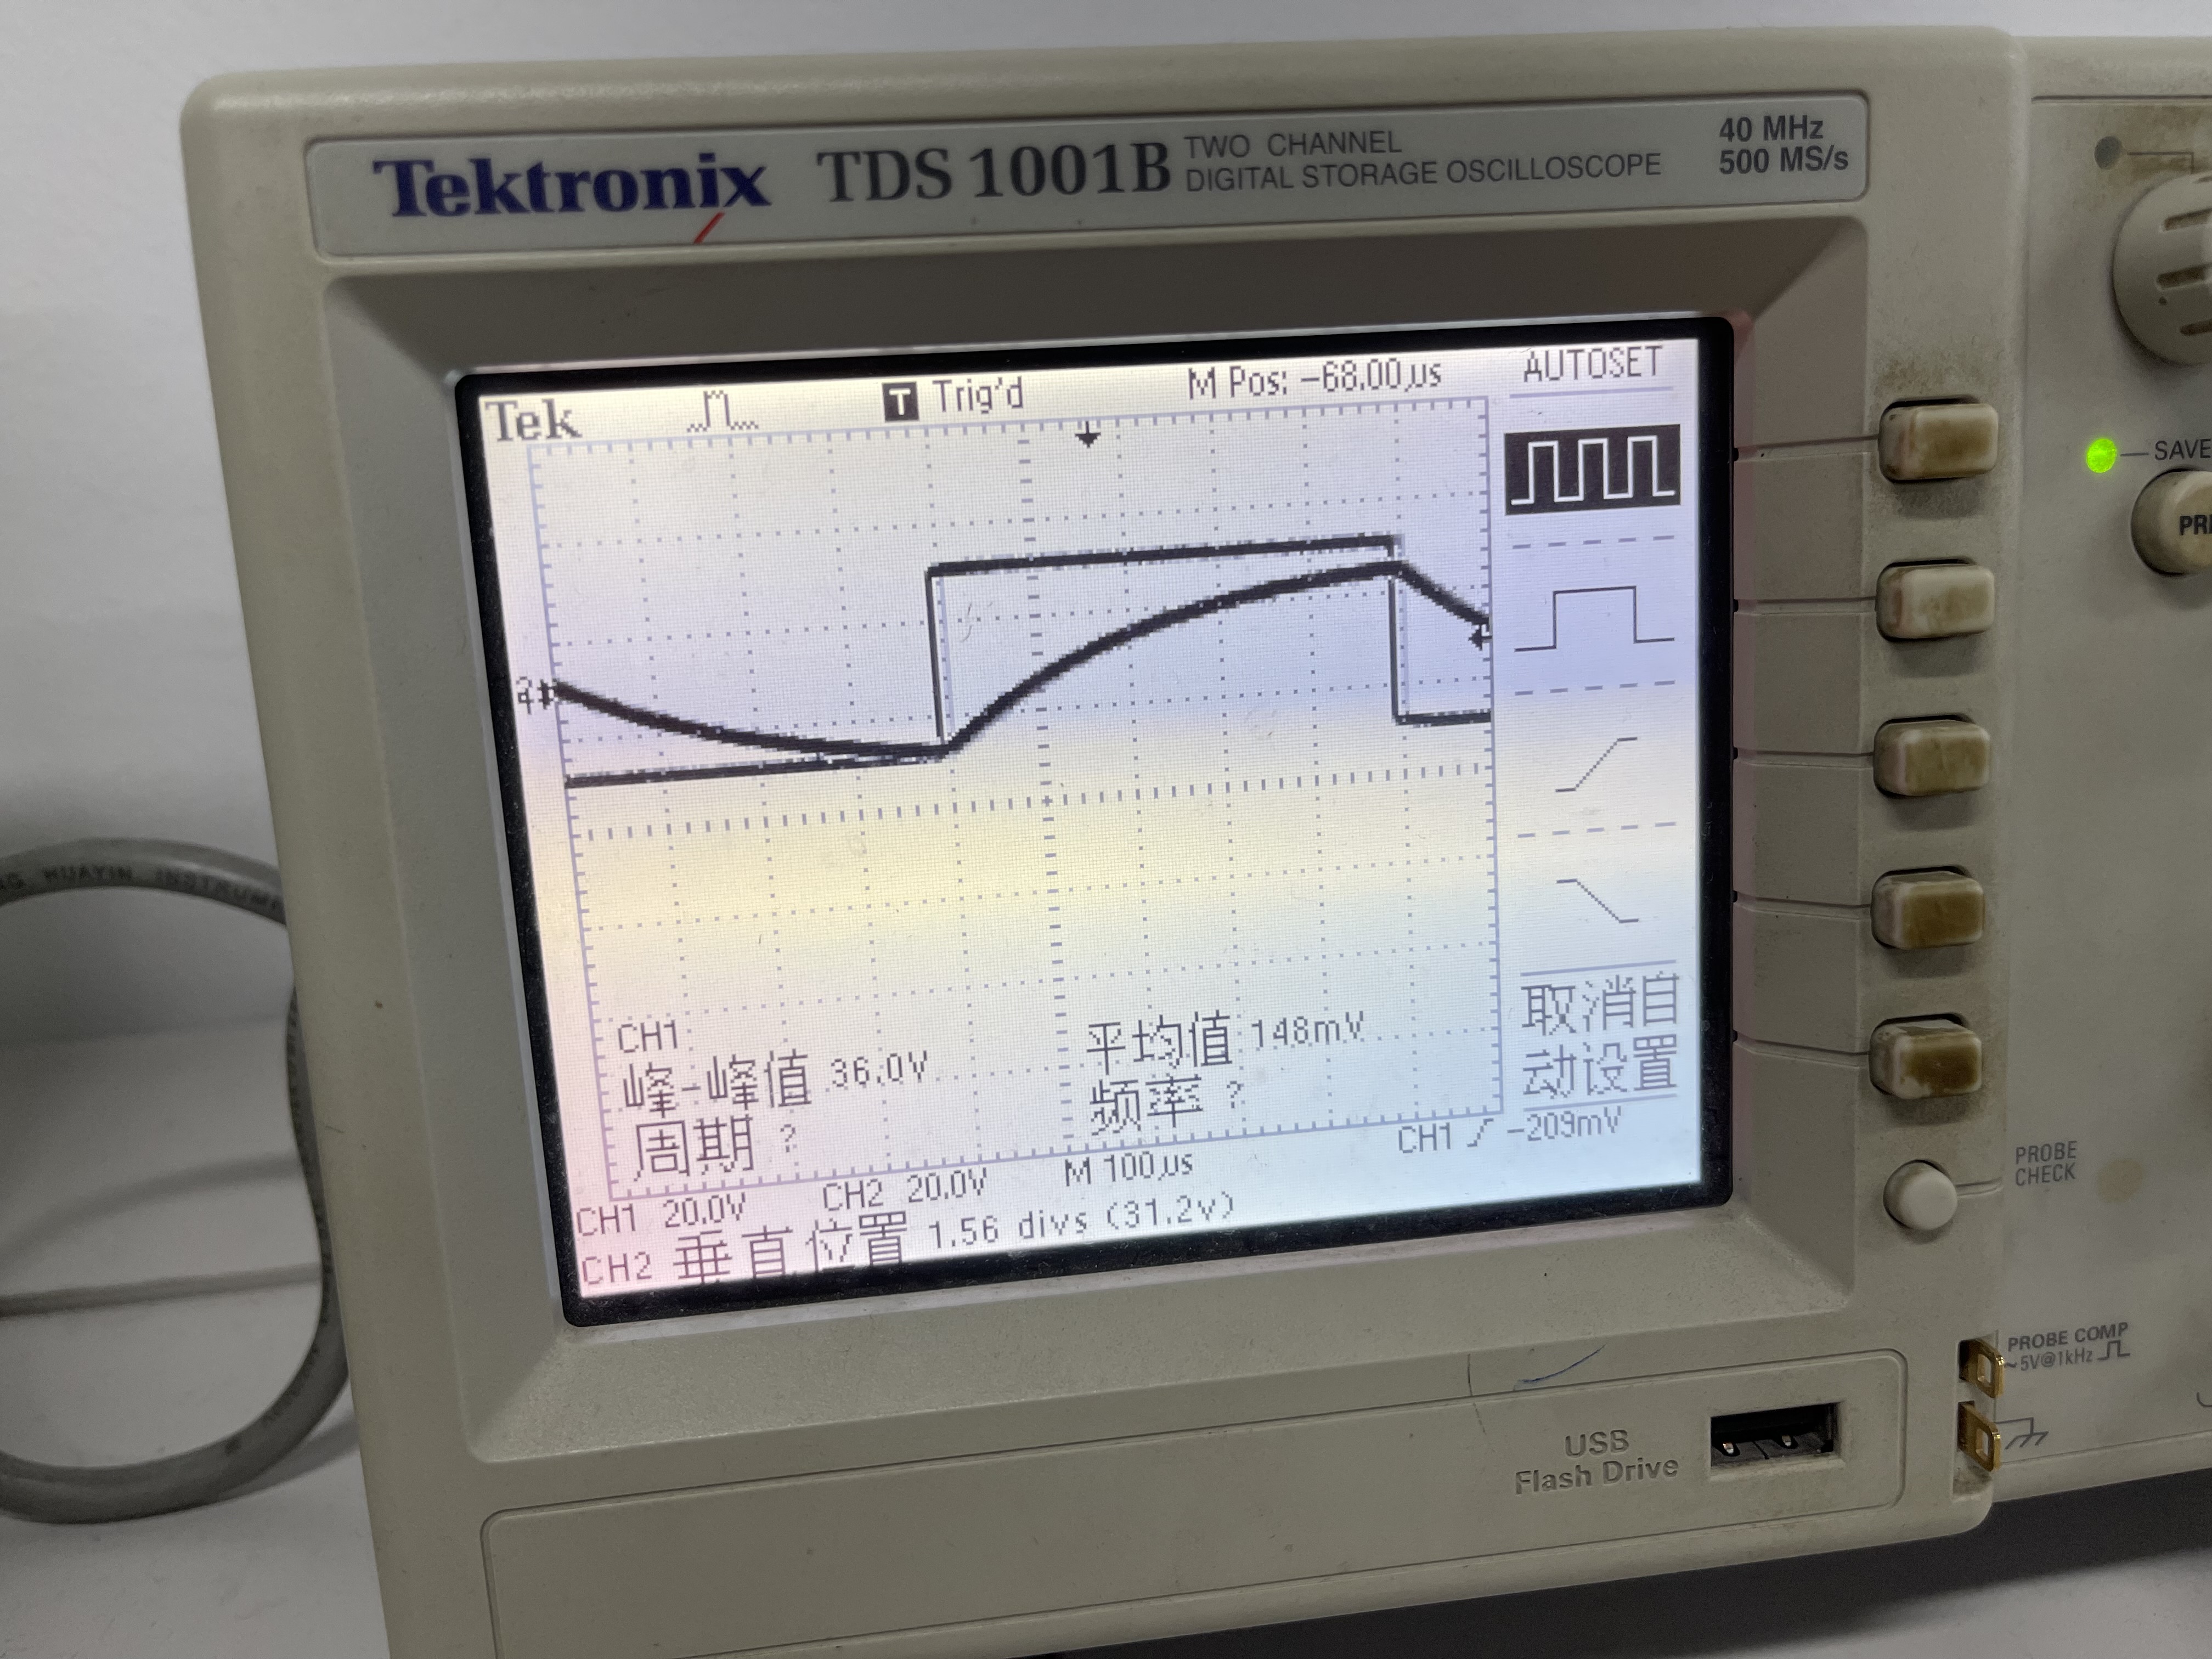 Tektronix TDS 1001B TWO CHANNEL DIGITAL STORAGE OSCILLOSCOPE
40 MHz
500 MS/s
Tek T Trig'd M Pos: -68.00µs AUTOSET
SAVE
CH1
峰-峰值 36.0V
平均值 148mV
周期 ?
频率 ?
取消自
动设置
CH1 20.0V CH2 20.0V M 100µs CH1 -209mV
CH2 垂直位置 1.56 divs (31.2v)
PROBE
CHECK
PROBE COMP
~5V@1kHz
USB
Flash Drive